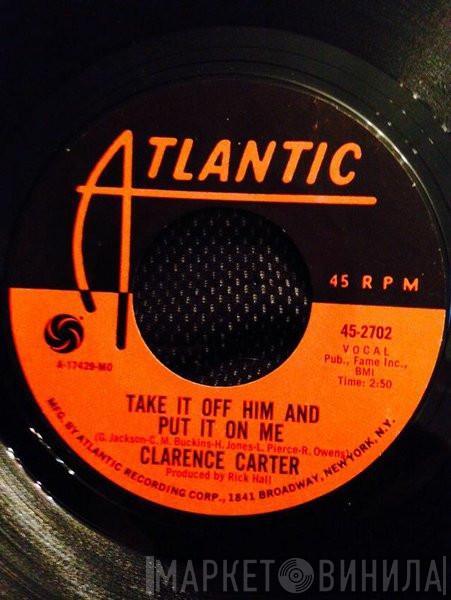 ATLANTIC
45 RPM
45-2702
VOCAL
Pub., Fame Inc.,
BMI
Time: 2:50
A-17429-MO
TAKE IT OFF HIM AND
PUT IT ON ME
(G. Jackson-C. M. Buckins-H. Jones-L. Pierce-R. Owens)
CLARENCE CARTER
Produced by Rick Hall
MFG. BY ATLANTIC RECORDING CORP., 1841 BROADWAY, NEW YORK, N.Y.
МАРКЕТ ВИНИЛА